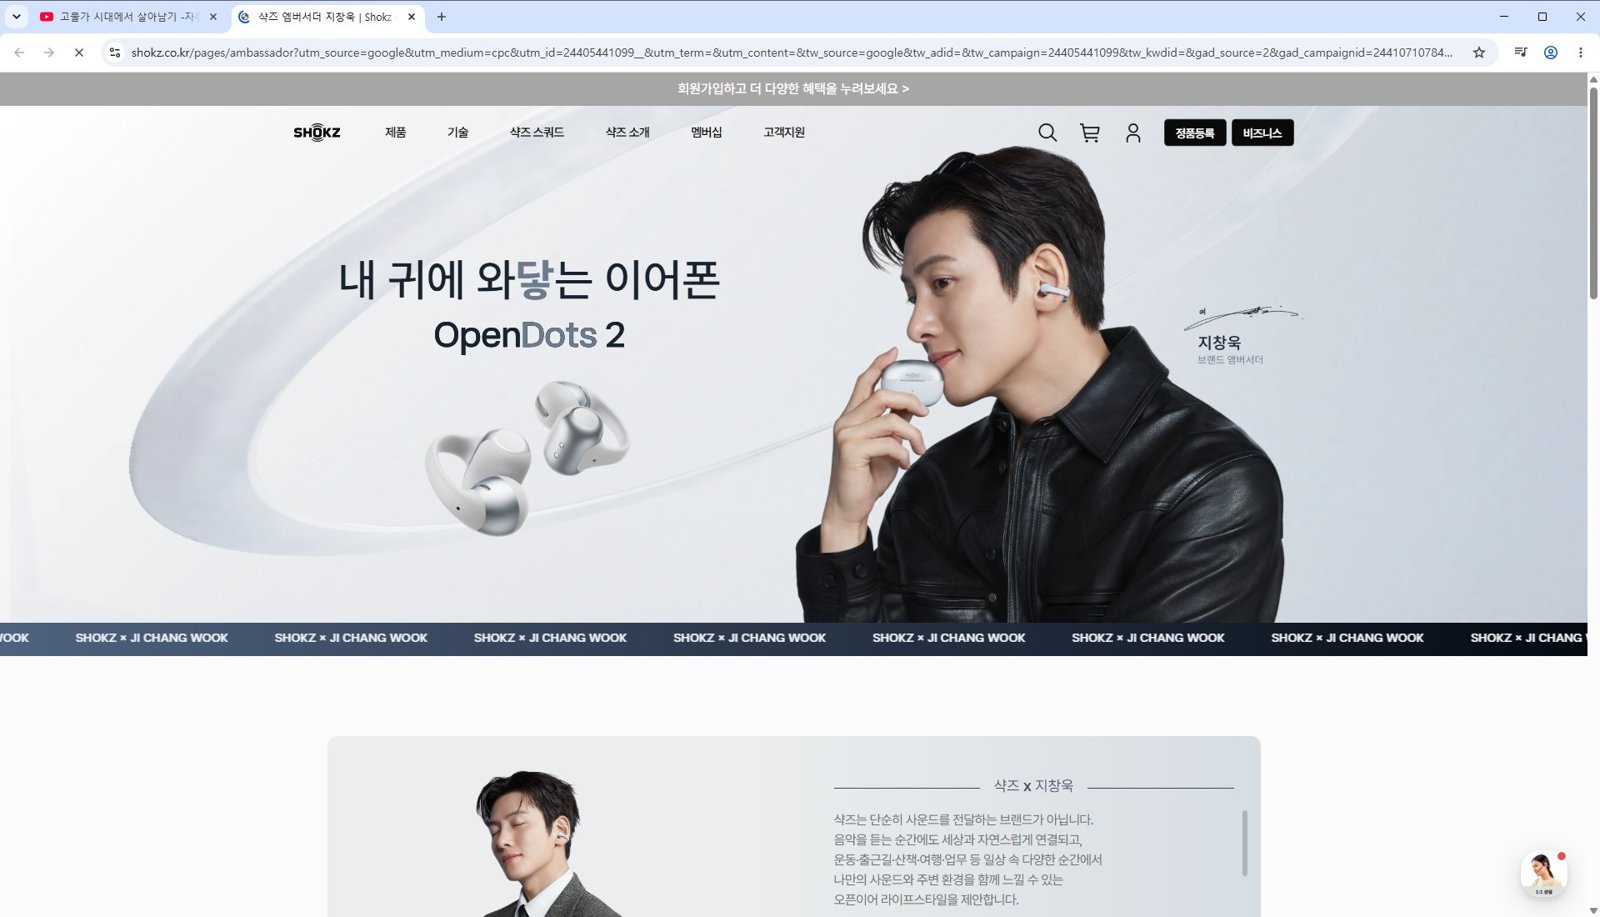 고물가 시대에서 살아남기
샥즈 앰버서더 지창욱 | Shokz
shokz.co.kr/pages/ambassador?utm_source=google&utm_medium=cpc&utm_id=24405441099__&utm_term=&utm_content=&tw_source=google&tw_adid=&tw_campaign=24405441099&tw_kwdid=&gad_source=2&gad_campaignid=24410710784...
회원가입하고 더 다양한 혜택을 누려보세요 >
SHOKZ 제품 기술 샥즈 스쿼드 샥즈 소개 멤버십 고객지원 정품등록 비즈니스
내 귀에 와닿는 이어폰
OpenDots 2
지창욱
브랜드 앰버서더
WOOK SHOKZ × JI CHANG WOOK SHOKZ × JI CHANG WOOK SHOKZ × JI CHANG WOOK SHOKZ × JI CHANG WOOK SHOKZ × JI CHANG WOOK SHOKZ × JI CHANG WOOK SHOKZ × JI CHANG WOOK SHOKZ × JI CHANG
샥즈 x 지창욱
샥즈는 단순히 사운드를 전달하는 브랜드가 아닙니다.
음악을 듣는 순간에도 세상과 자연스럽게 연결되고,
운동·출근길·산책·여행·업무 등 일상 속 다양한 순간에서
나만의 사운드와 주변 환경을 함께 느낄 수 있는
오픈이어 라이프스타일을 제안합니다.
1:1 상담